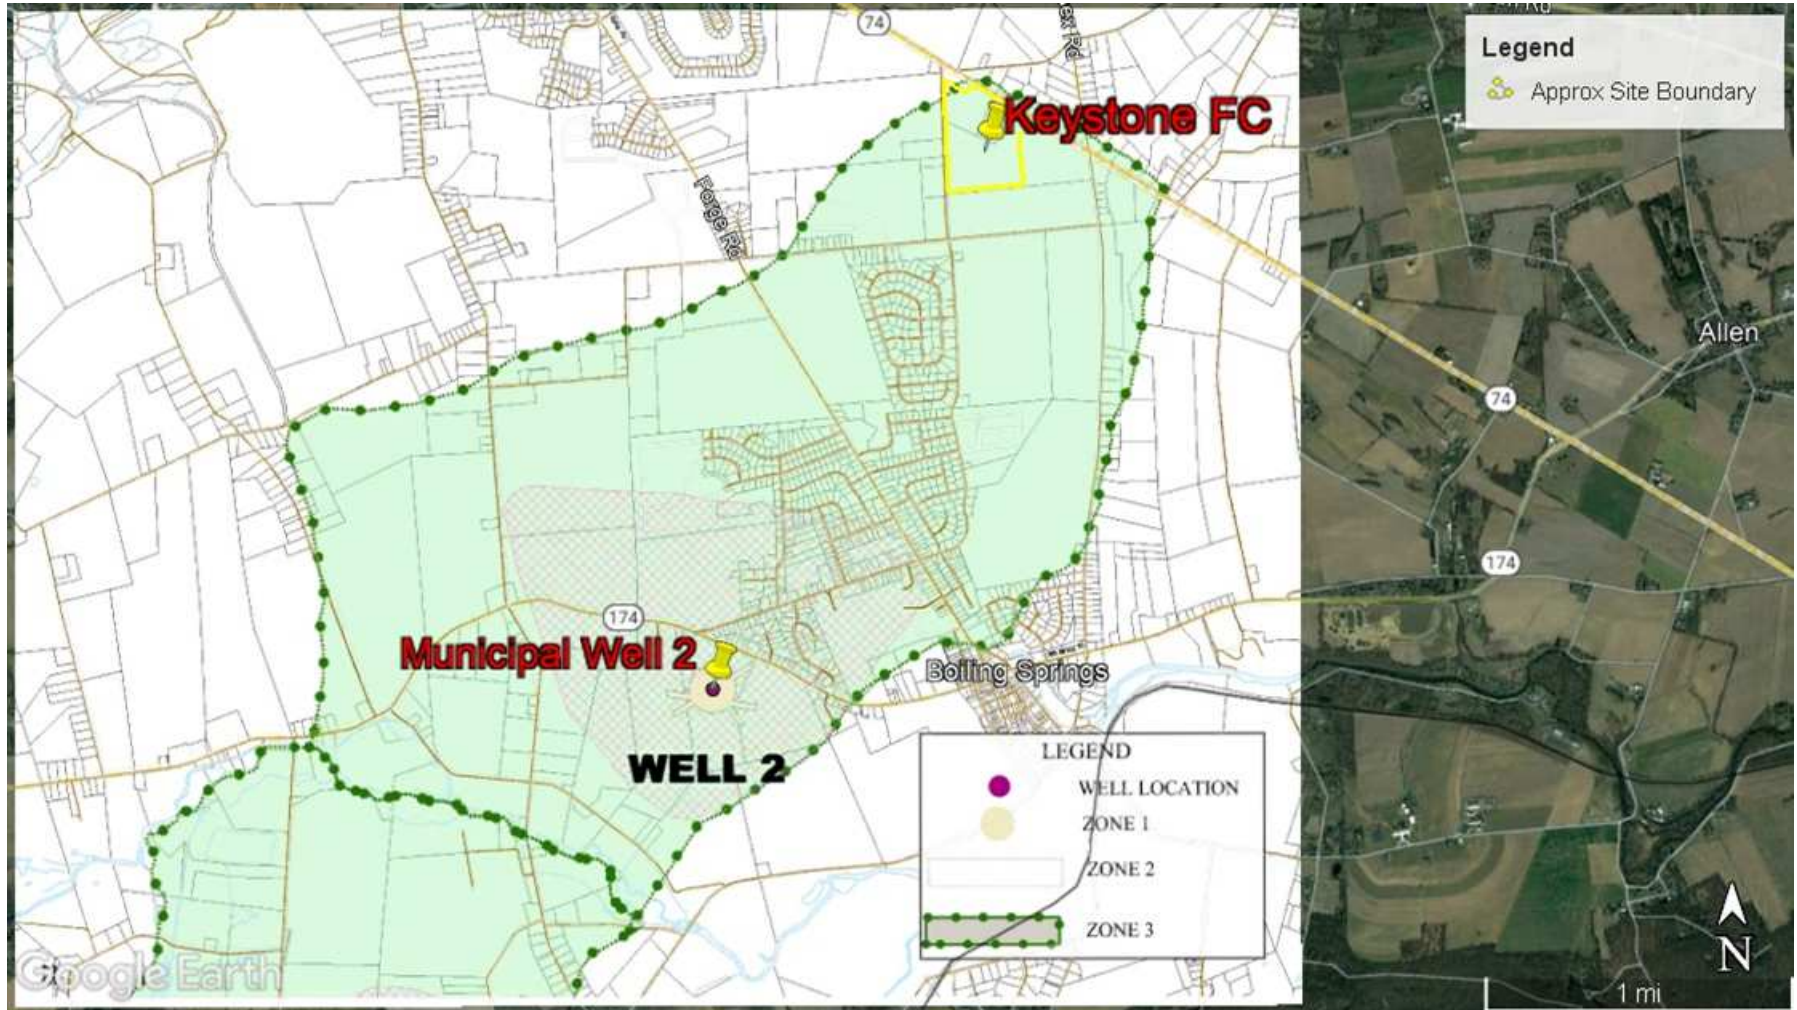 74
Legend
Approx Site Boundary
Keystone FC
Forge Rd
Allen
74
174
174
Municipal Well 2
Boiling Springs
WELL 2
LEGEND
WELL LOCATION
ZONE 1
ZONE 2
ZONE 3
N
Google Earth
1 mi